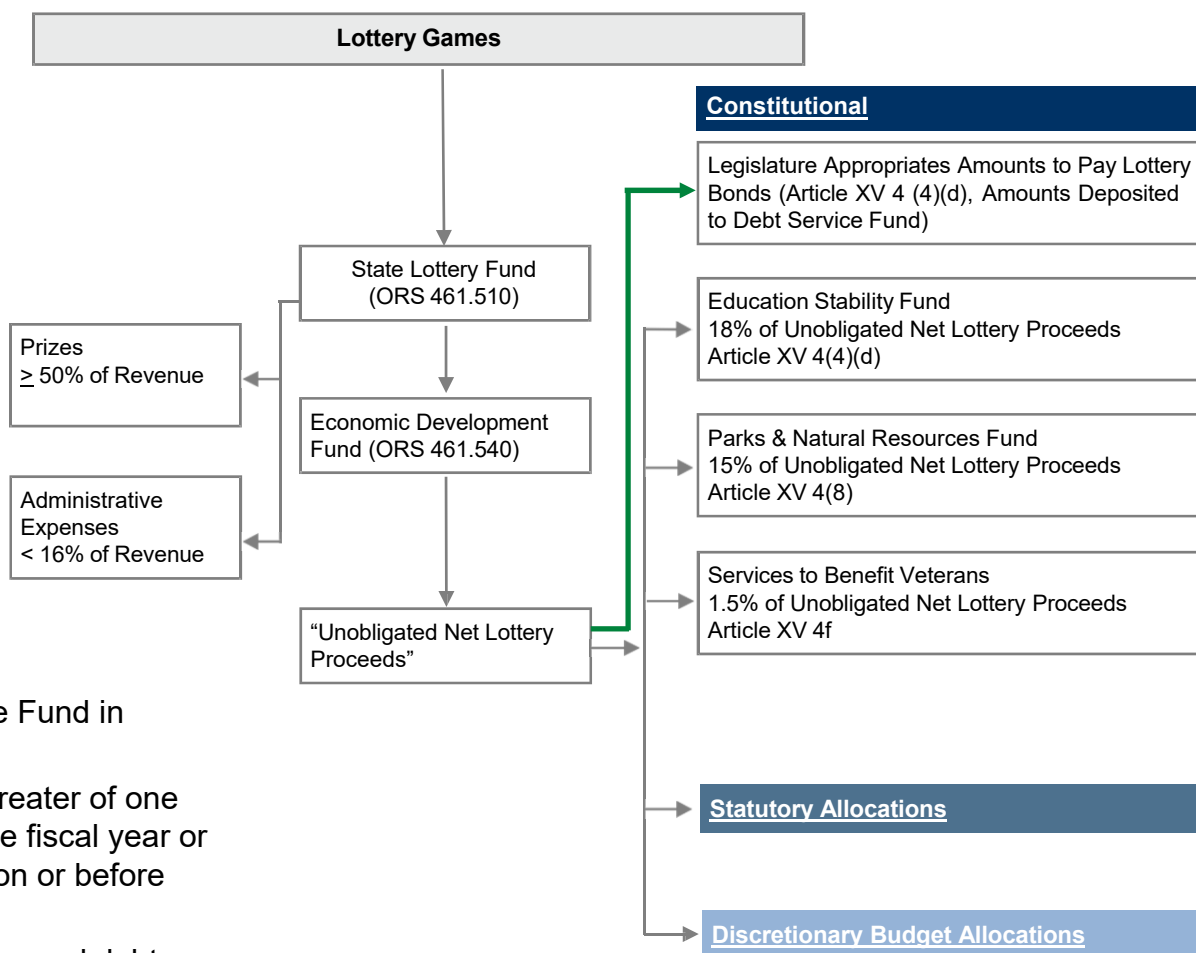 Lottery Games
Constitutional
Legislature Appropriates Amounts to Pay Lottery
Bonds (Article XV 4 (4)(d), Amounts Deposited
to Debt Service Fund)
State Lottery Fund
(ORS 461.510)
Education Stability Fund
18% of Unobligated Net Lottery Proceeds
Article XV 4(4)(d)
Prizes
≥ 50% of Revenue
Economic Development
Fund (ORS 461.540)
Parks & Natural Resources Fund
15% of Unobligated Net Lottery Proceeds
Article XV 4(8)
Administrative
Expenses
< 16% of Revenue
Services to Benefit Veterans
1.5% of Unobligated Net Lottery Proceeds
Article XV 4f
“Unobligated Net Lottery
Proceeds”
e Fund in
reater of one
e fiscal year or
on or before
Statutory Allocations
Discretionary Budget Allocations